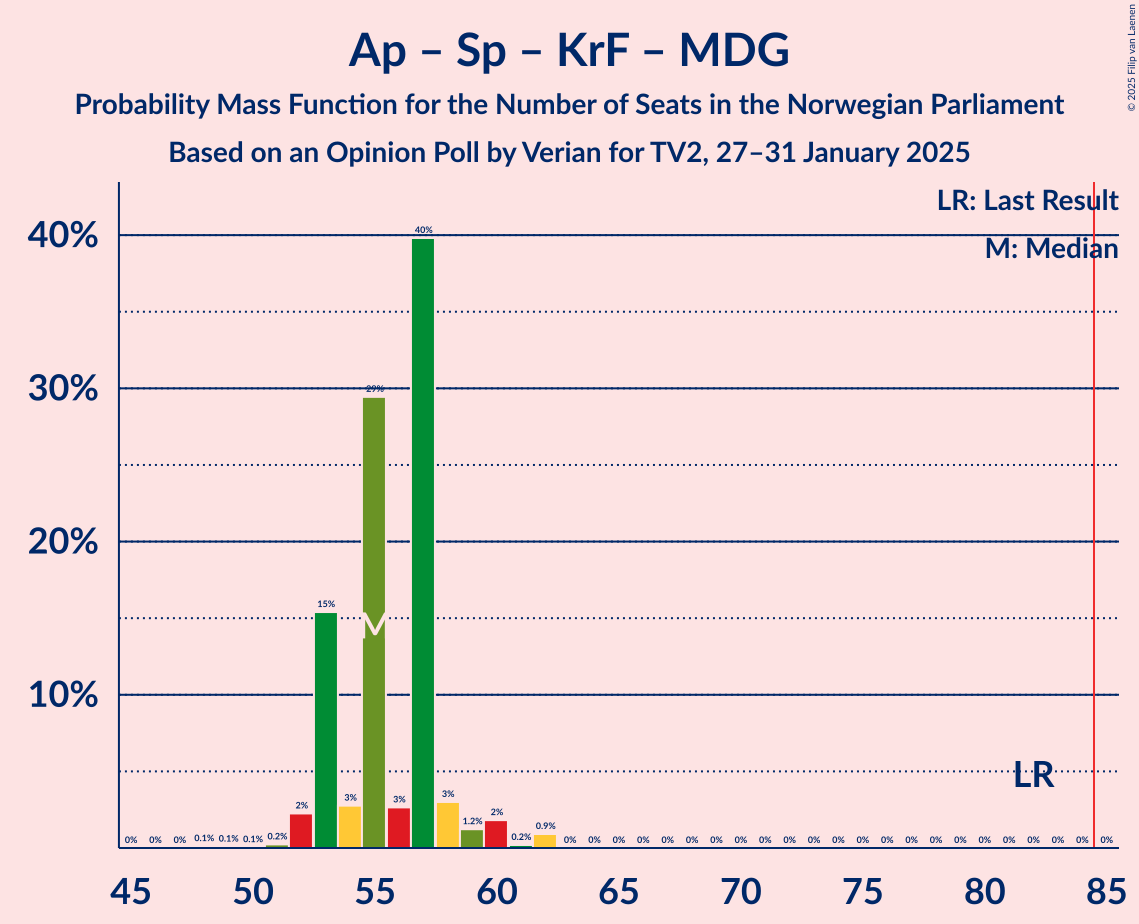 Ap – Sp – KrF – MDG
Probability Mass Function for the Number of Seats in the Norwegian Parliament
Based on an Opinion Poll by Verian for TV2, 27–31 January 2025
© 2025 Filip van Laenen
LR: Last Result
M: Median
40%
30%
20%
10%
0% 0% 0% 0.1% 0.1% 0.1% 0.2% 2% 15% 3% 29% 3% 40% 3% 1.2% 2% 0.2% 0.9% 0% 0% 0% 0% 0% 0% 0% 0% 0% 0% 0% 0% 0% 0% 0% 0% 0% 0% 0% 0% 0% 0% 0%
M
LR
45 50 55 60 65 70 75 80 85